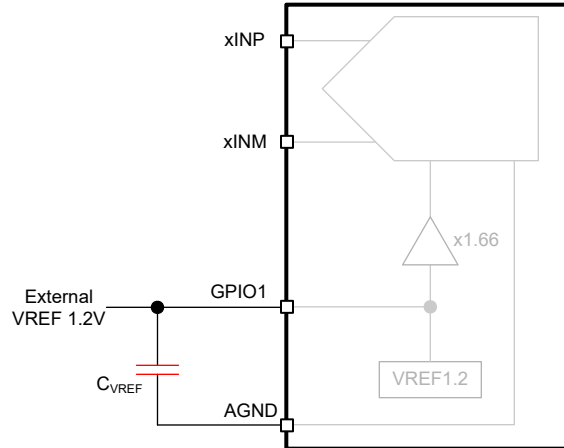 xINP
xINM
x1.66
GPIO1
External
VREF 1.2V
VREF1.2
CVREF
AGND